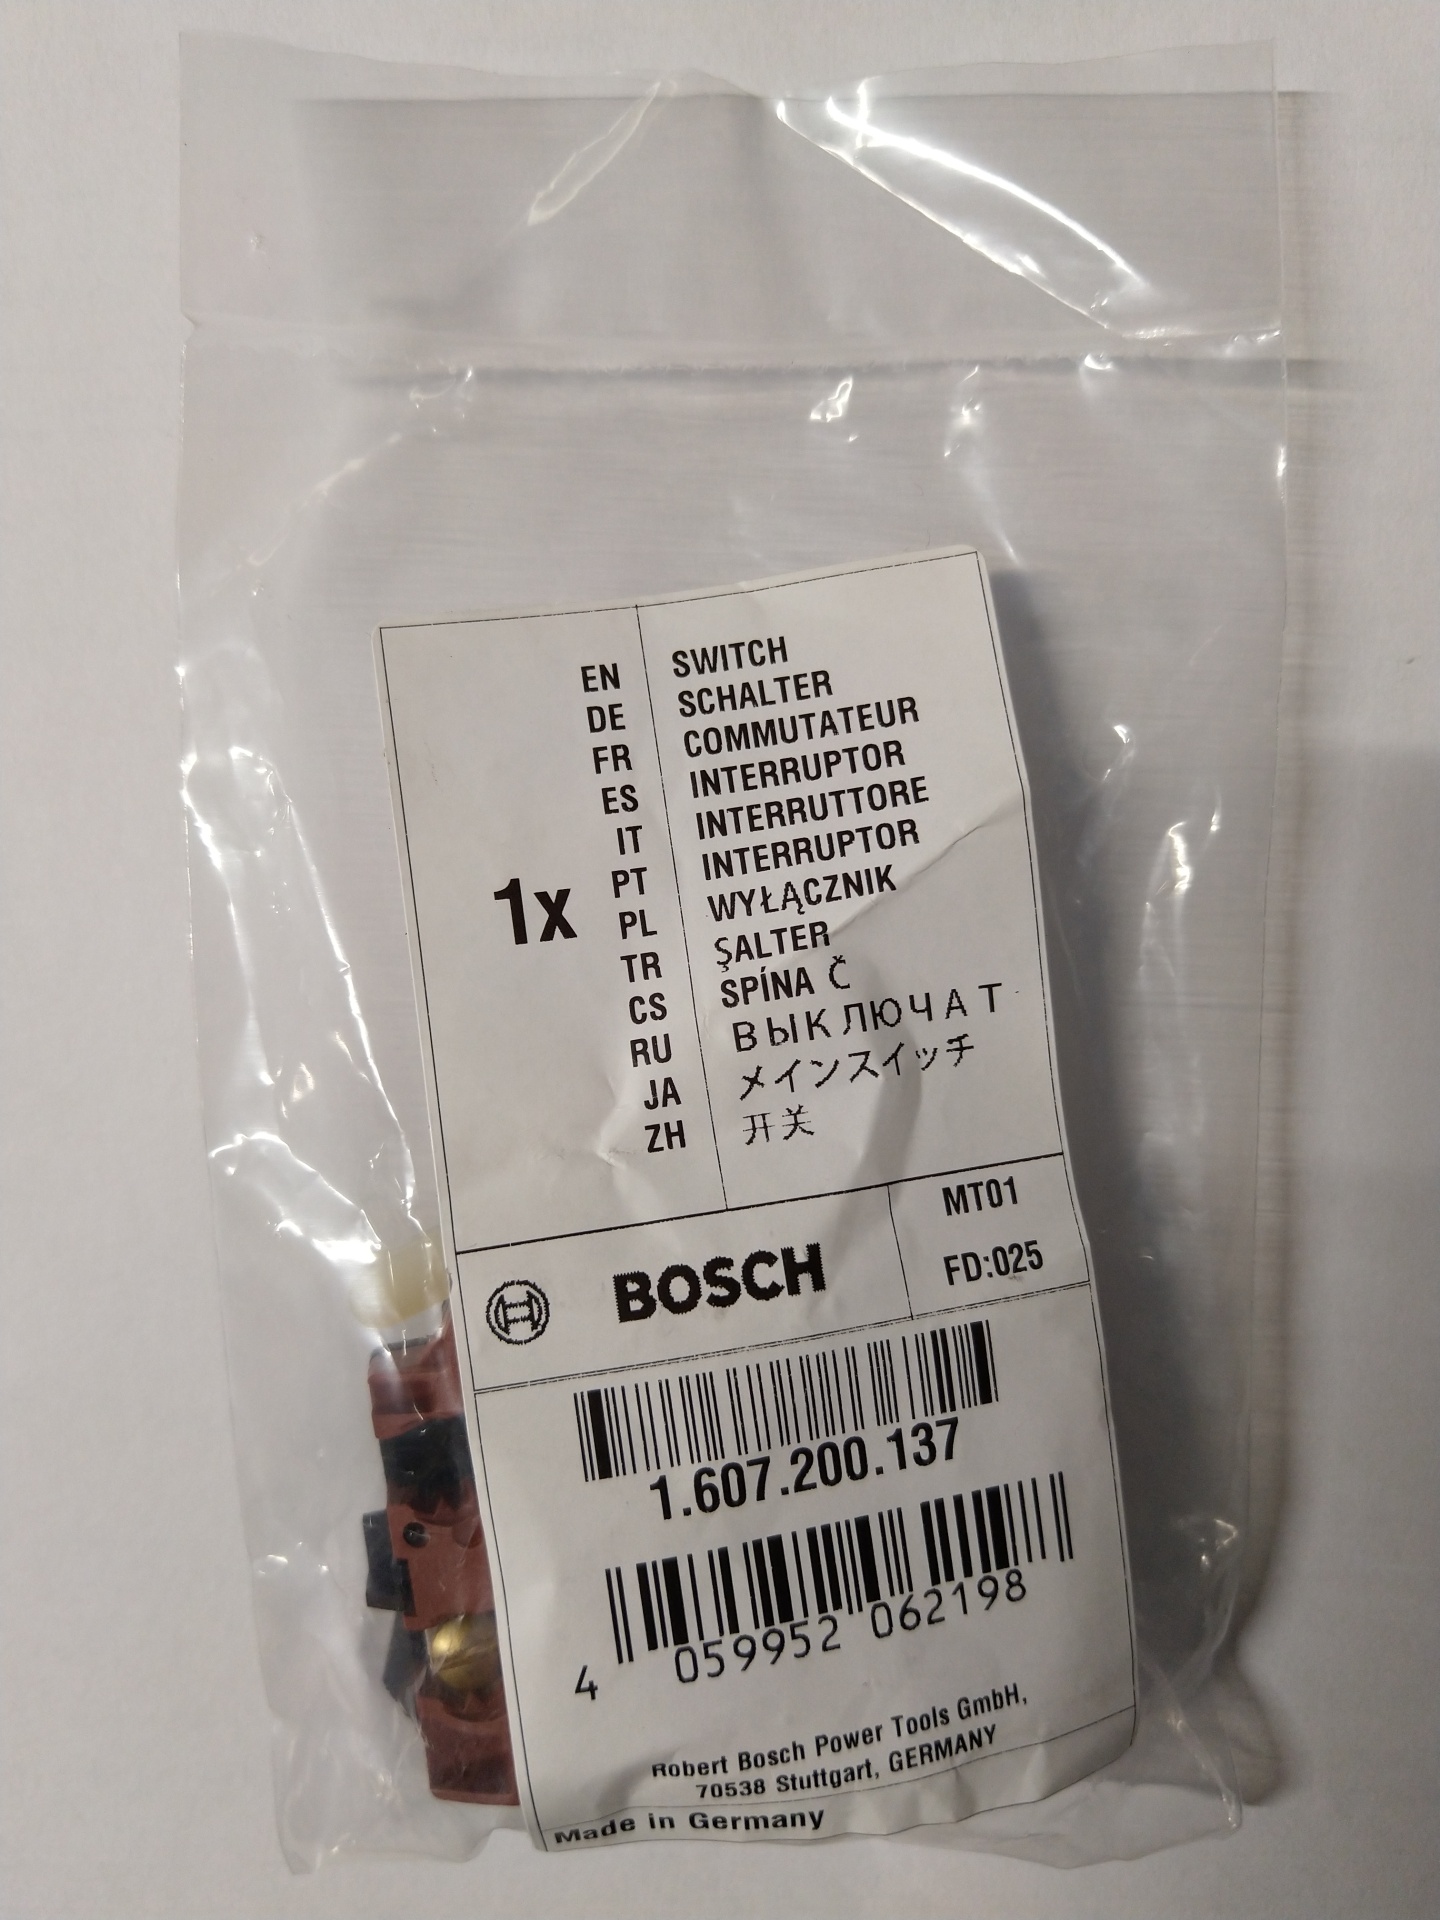 1x
EN SWITCH
DE SCHALTER
FR COMMUTATEUR
ES INTERRUPTOR
IT INTERRUTTORE
PT INTERRUPTOR
PL WYŁĄCZNIK
TR ŞALTER
CS SPÍNA Č
RU ВЫКЛЮЧАТ
JA メインスイッチ
ZH 开关
BOSCH
MT01
FD:025
1.607.200.137
4 059952 062198
Robert Bosch Power Tools GmbH,
70538 Stuttgart, GERMANY
Made in Germany